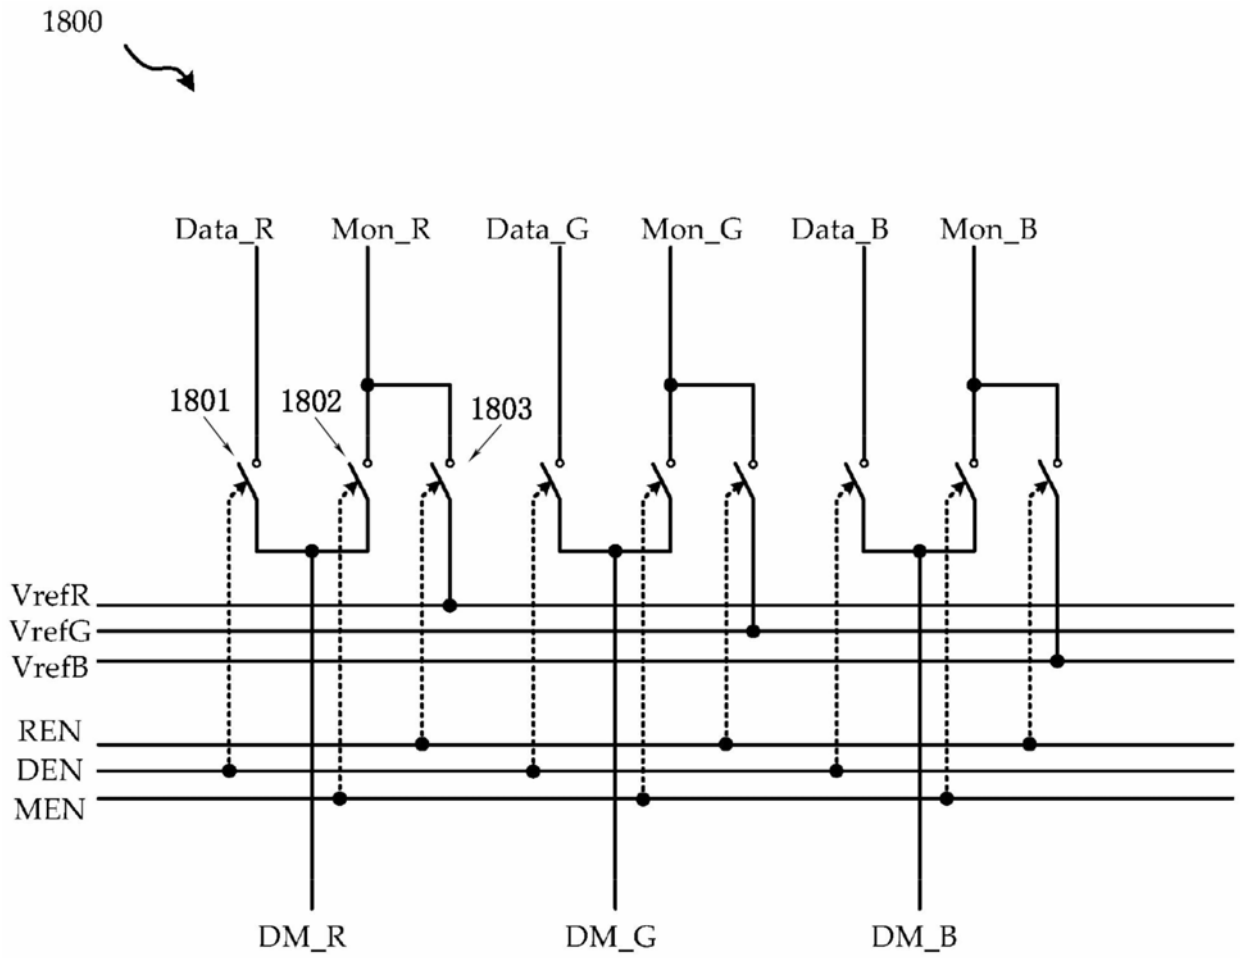 1800
Data_R Mon_R Data_G Mon_G Data_B Mon_B
1801 1802 1803
VrefR
VrefG
VrefB
REN
DEN
MEN
DM_R DM_G DM_B